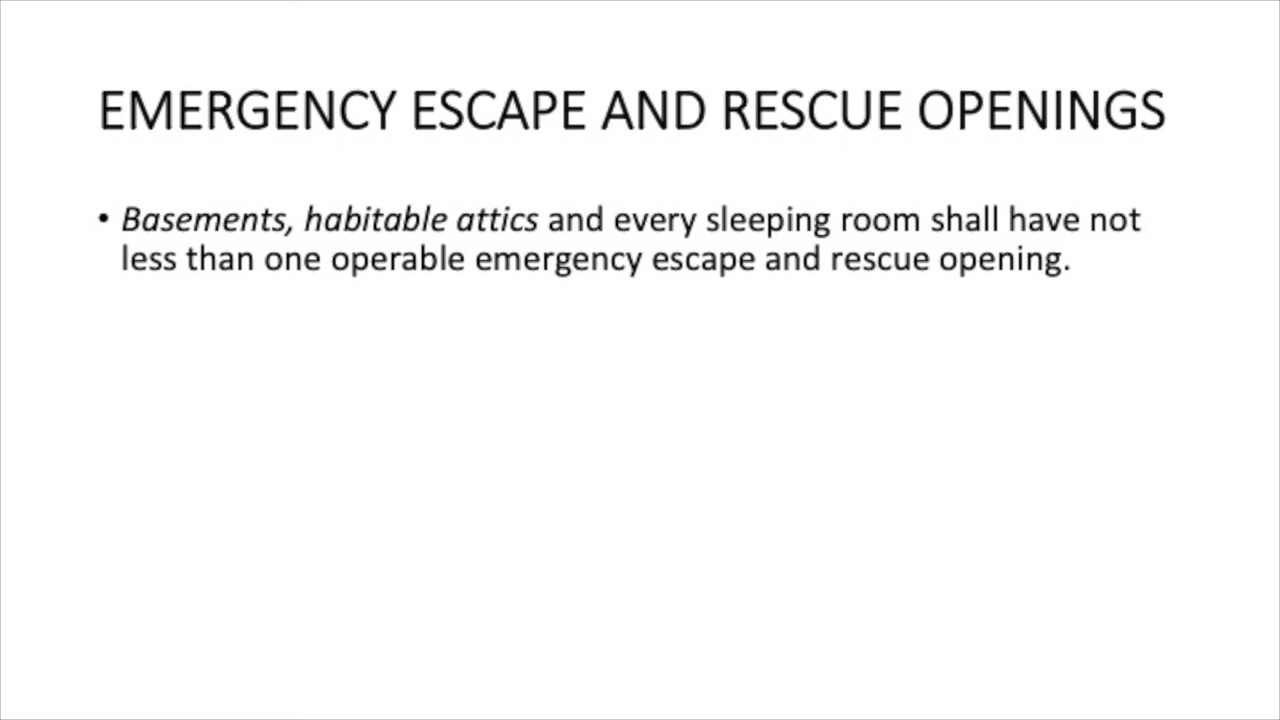 EMERGENCY ESCAPE AND RESCUE OPENINGS
• Basements, habitable attics and every sleeping room shall have not
less than one operable emergency escape and rescue opening.